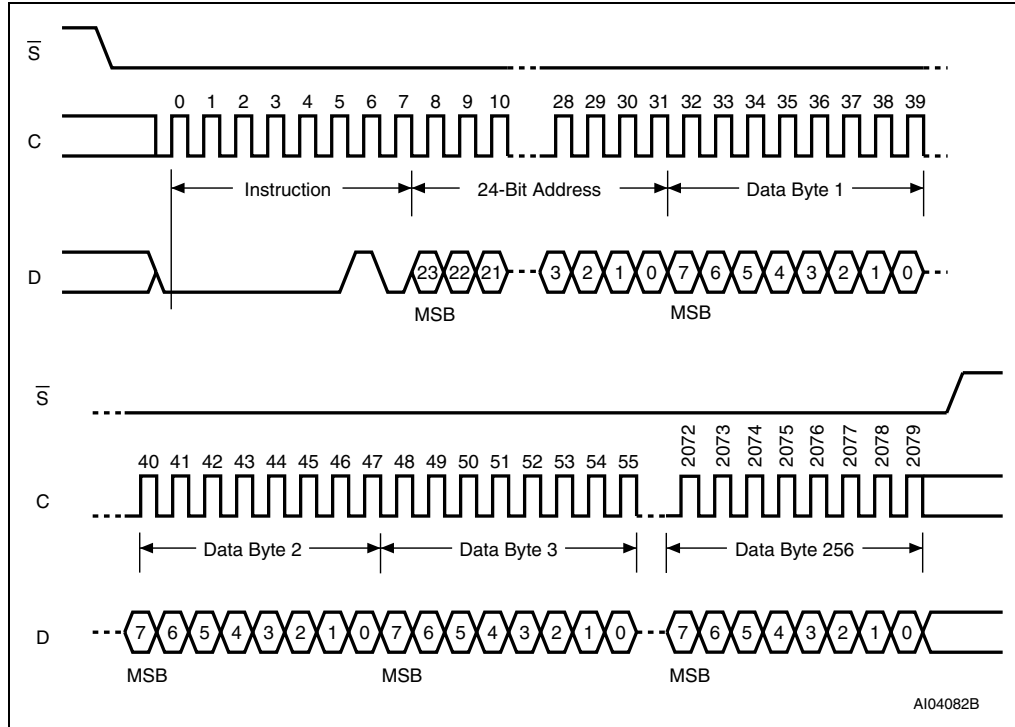 S
0 1 2 3 4 5 6 7 8 9 10 28 29 30 31 32 33 34 35 36 37 38 39
C
Instruction 24-Bit Address Data Byte 1
D 23 22 21 3 2 1 0 7 6 5 4 3 2 1 0
MSB MSB
S
40 41 42 43 44 45 46 47 48 49 50 51 52 53 54 55 2072 2073 2074 2075 2076 2077 2078 2079
C
Data Byte 2 Data Byte 3 Data Byte 256
D 7 6 5 4 3 2 1 0 7 6 5 4 3 2 1 0 7 6 5 4 3 2 1 0
MSB MSB MSB
AI04082B